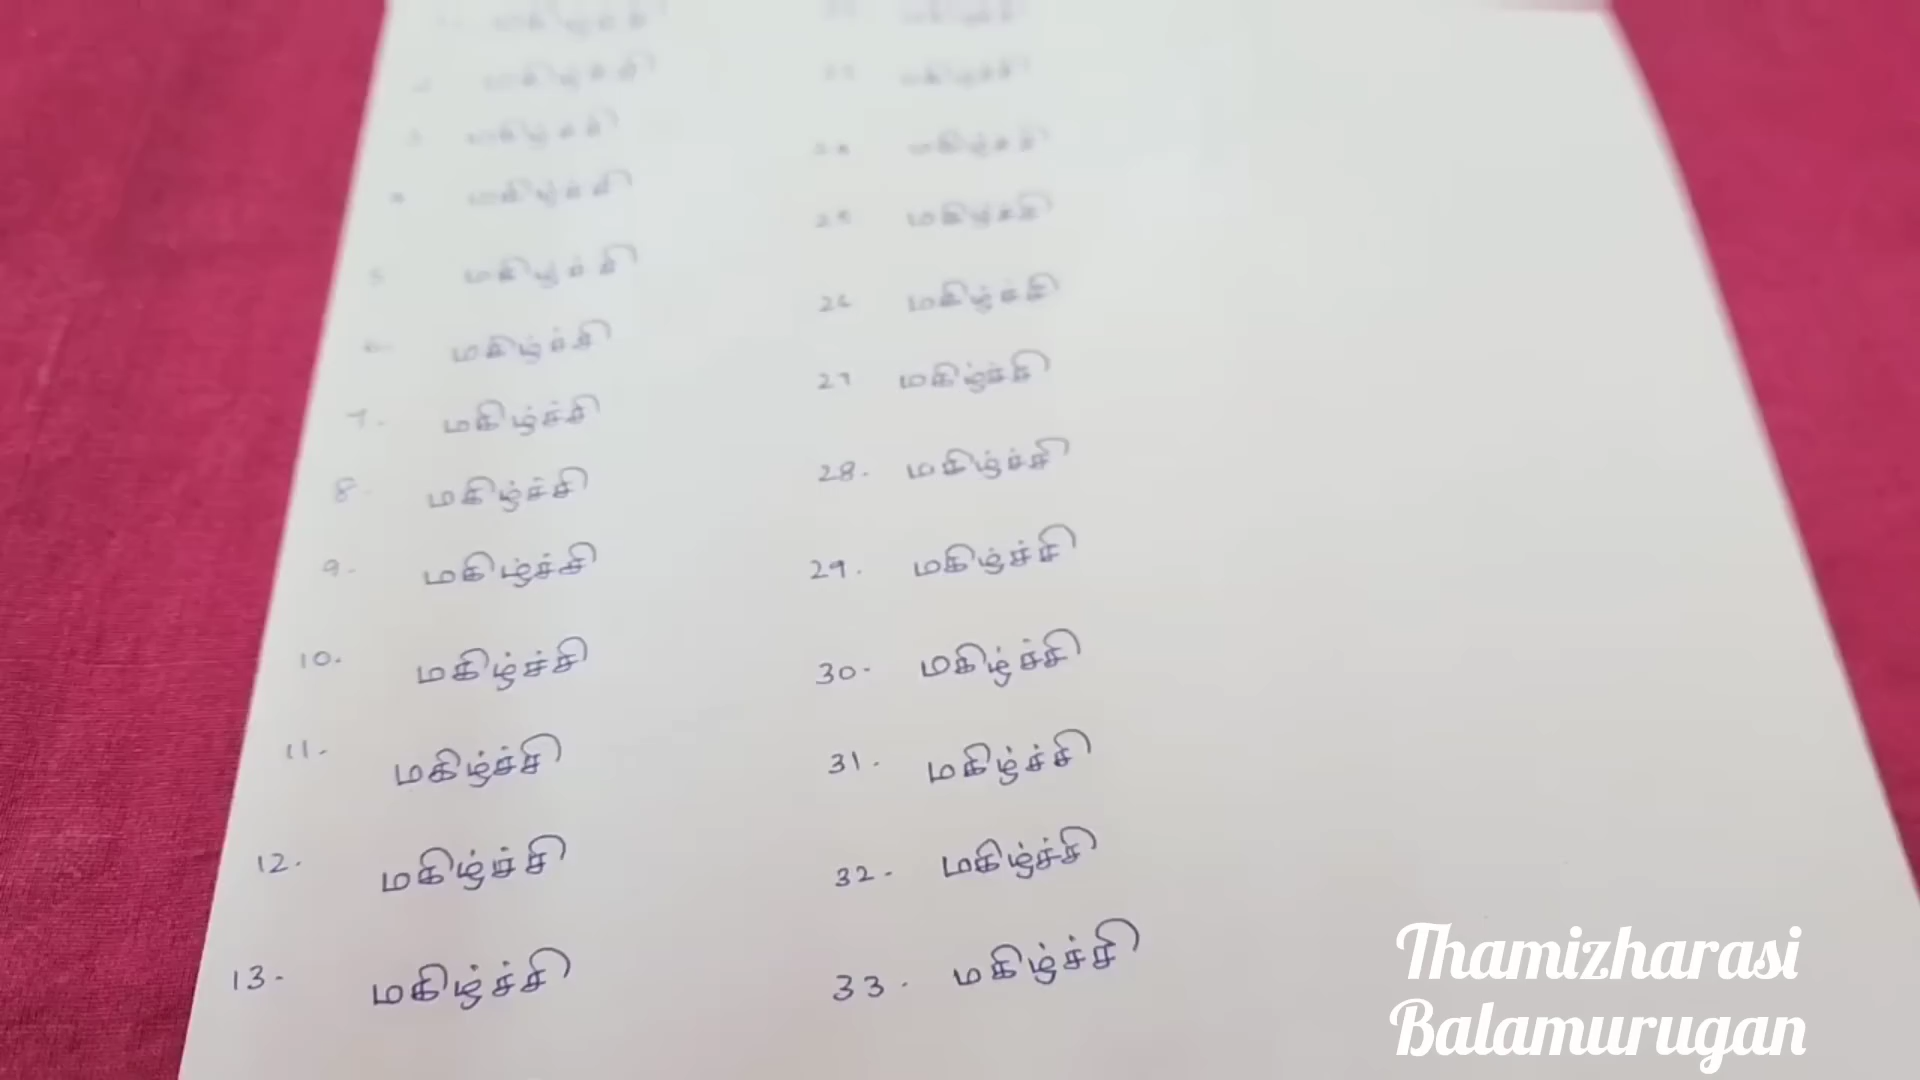 7. மகிழ்ச்சி
8. மகிழ்ச்சி
9. மகிழ்ச்சி
10. மகிழ்ச்சி
11. மகிழ்ச்சி
12. மகிழ்ச்சி
13. மகிழ்ச்சி
25 மகிழ்ச்சி
26 மகிழ்ச்சி
27 மகிழ்ச்சி
28. மகிழ்ச்சி
29. மகிழ்ச்சி
30. மகிழ்ச்சி
31. மகிழ்ச்சி
32. மகிழ்ச்சி
33. மகிழ்ச்சி
Thamizharasi
Balamurugan